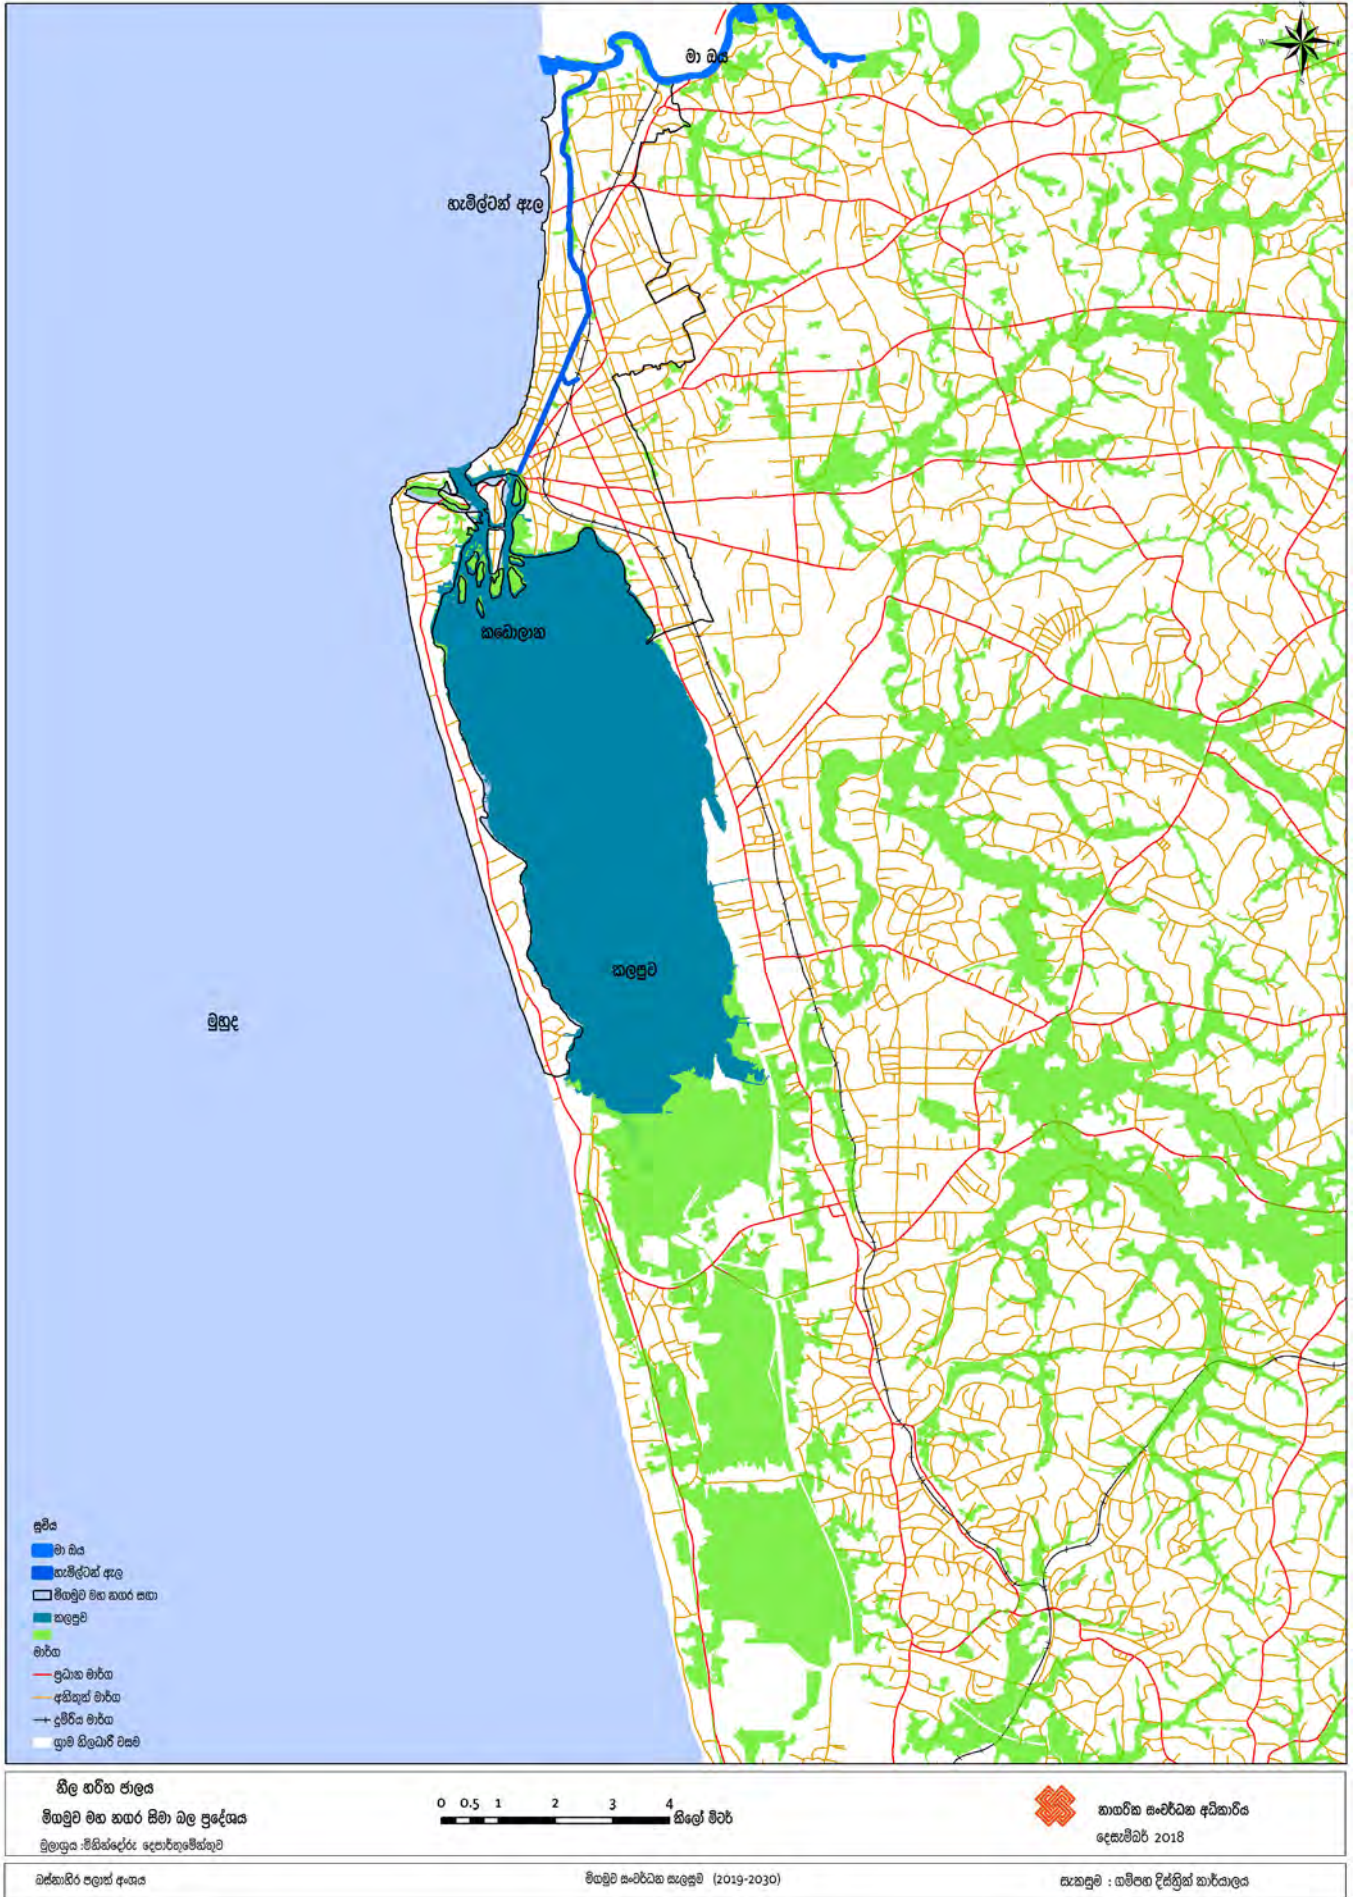 N
W E
S
මා ඔය
හැමිල්ටන් ඇල
කඩොලාන
කලපුව
මුහුද
සූචිය
මා ඔය
හැමිල්ටන් ඇල
මීගමුව මහ නගර සභා
කලපුව
මාර්ග
ප්‍රධාන මාර්ග
අනිකුත් මාර්ග
දුම්රිය මාර්ග
ග්‍රාම නිලධාරී වසම
නීල හරිත ජාලය
මීගමුව මහ නගර සීමා බල ප්‍රදේශය
මූලාශ්‍රය :මිනින්දෝරු දෙපාර්තුමේන්තුව
0 0.5 1 2 3 4
කිලෝ මීටර්
නාගරික සංවර්ධන අධිකාරිය
දෙසැම්බර් 2018
බස්නාහිර පලාත් අංශය
මීගමුව සංවර්ධන සැලසුම (2019-2030)
සැකසුම : ගම්පහ දිස්ත්‍රික් කාර්යාලය